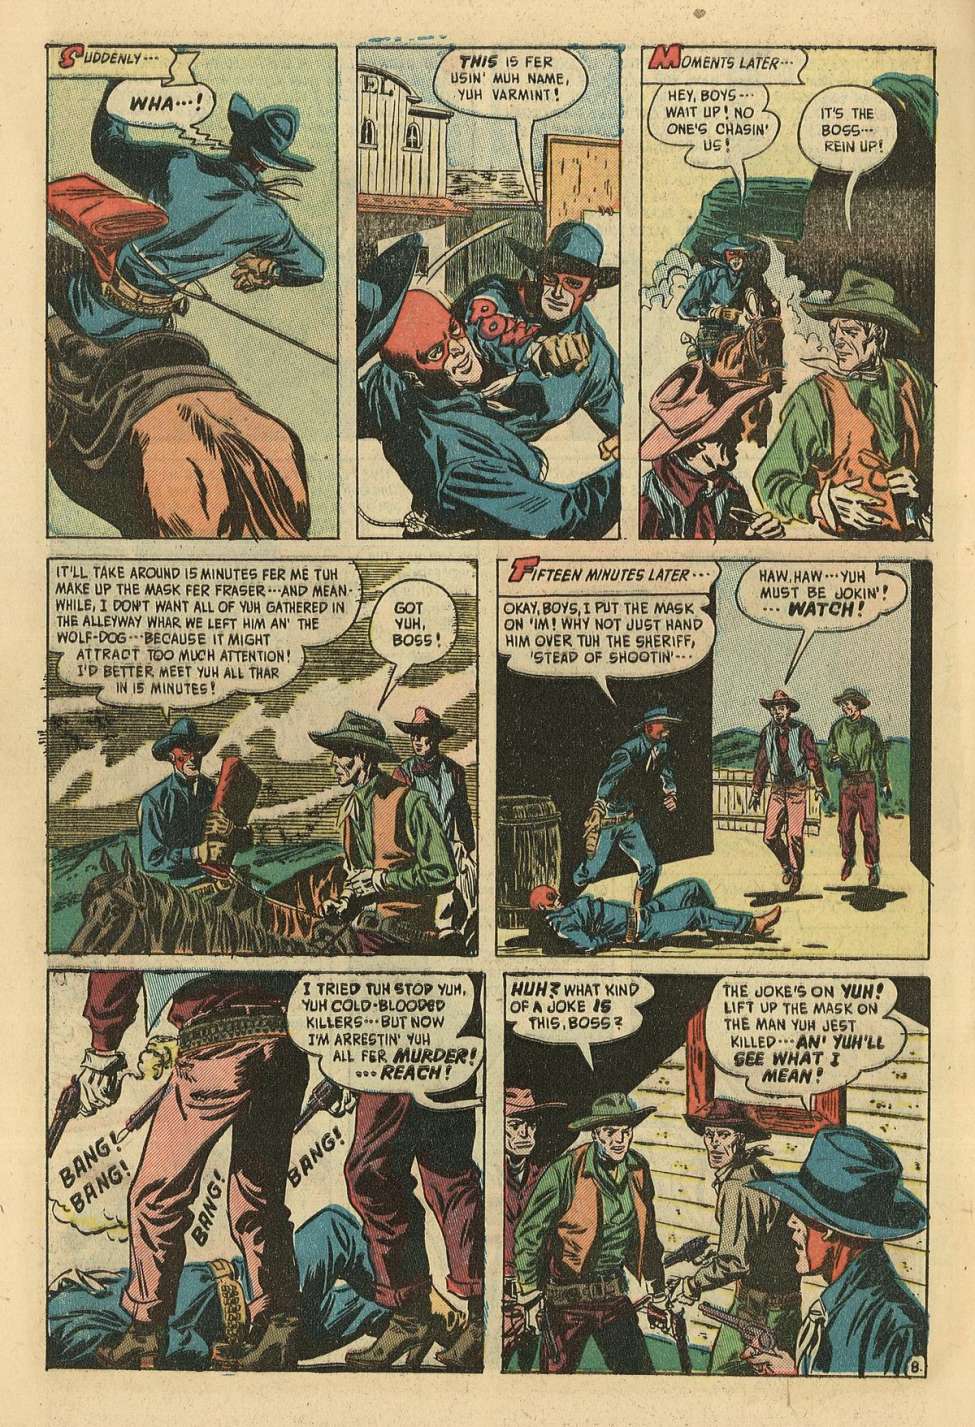 SUDDENLY---
WHA---!
THIS IS FER
USIN' MUH NAME,
YUH VARMINT!
EL
POW
MOMENTS LATER---
HEY, BOYS---
WAIT UP! NO
ONE'S CHASIN'
US!
IT'S THE
BOSS---
REIN UP!
IT'LL TAKE AROUND 15 MINUTES FER ME TUH
MAKE UP THE MASK FER FRASER---AND MEAN-
WHILE, I DON'T WANT ALL OF YUH GATHERED IN
THE ALLEYWAY WHAR WE LEFT HIM AN' THE
WOLF-DOG---BECAUSE IT MIGHT
ATTRACT TOO MUCH ATTENTION!
I'D BETTER MEET YUH ALL THAR
IN 15 MINUTES!
GOT
YUH,
BOSS!
FIFTEEN MINUTES LATER---
OKAY, BOYS, I PUT THE MASK
ON 'IM! WHY NOT JUST HAND
HIM OVER TUH THE SHERIFF,
'STEAD OF SHOOTIN'---
HAW, HAW---YUH
MUST BE JOKIN'!
---WATCH!
I TRIED TUH STOP YUH,
YUH COLD-BLOODED
KILLERS---BUT NOW
I'M ARRESTIN' YUH
ALL FER MURDER!
---REACH!
BANG!
BANG!
BANG!
BANG!
HUH? WHAT KIND
OF A JOKE IS
THIS, BOSS?
THE JOKE'S ON YUH!
LIFT UP THE MASK ON
THE MAN YUH JEST
KILLED---AN' YUH'LL
SEE WHAT I
MEAN!
8.